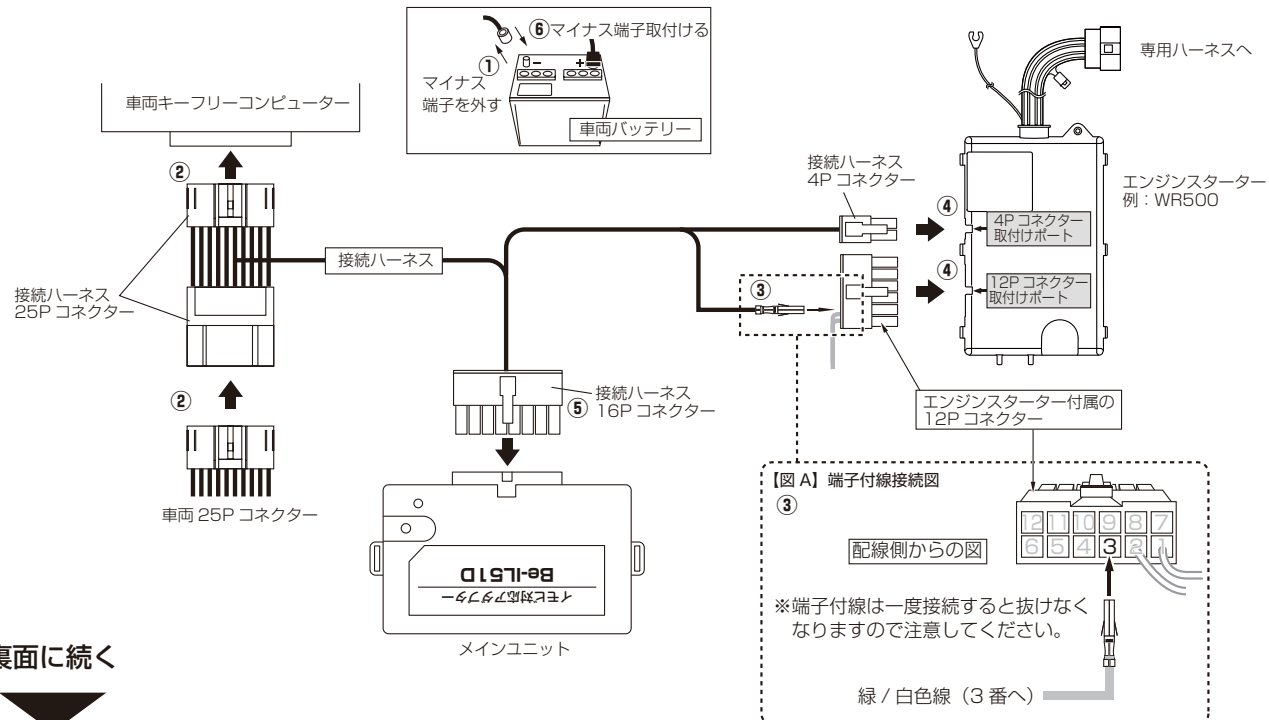 ⑥マイナス端子取付ける
①
マイナス
端子を外す
－
＋
車両バッテリー
専用ハーネスへ
車両キーフリーコンピューター
②
接続ハーネス
25P コネクター
接続ハーネス
②
車両 25P コネクター
接続ハーネス
4P コネクター
④
エンジンスターター
例：WR500
4P コネクター
取付けポート
③
④
12P コネクター
取付けポート
接続ハーネス
⑤ 16P コネクター
エンジンスターター付属の
12P コネクター
イモビ対応アダプター
Be-IL51D
メインユニット
【図 A】端子付線接続図
③
12 11 10 9 8 7
6 5 4 3 2 1
配線側からの図
※端子付線は一度接続すると抜けなく
なりますので注意してください。
緑 / 白色線（3 番へ）
裏面に続く